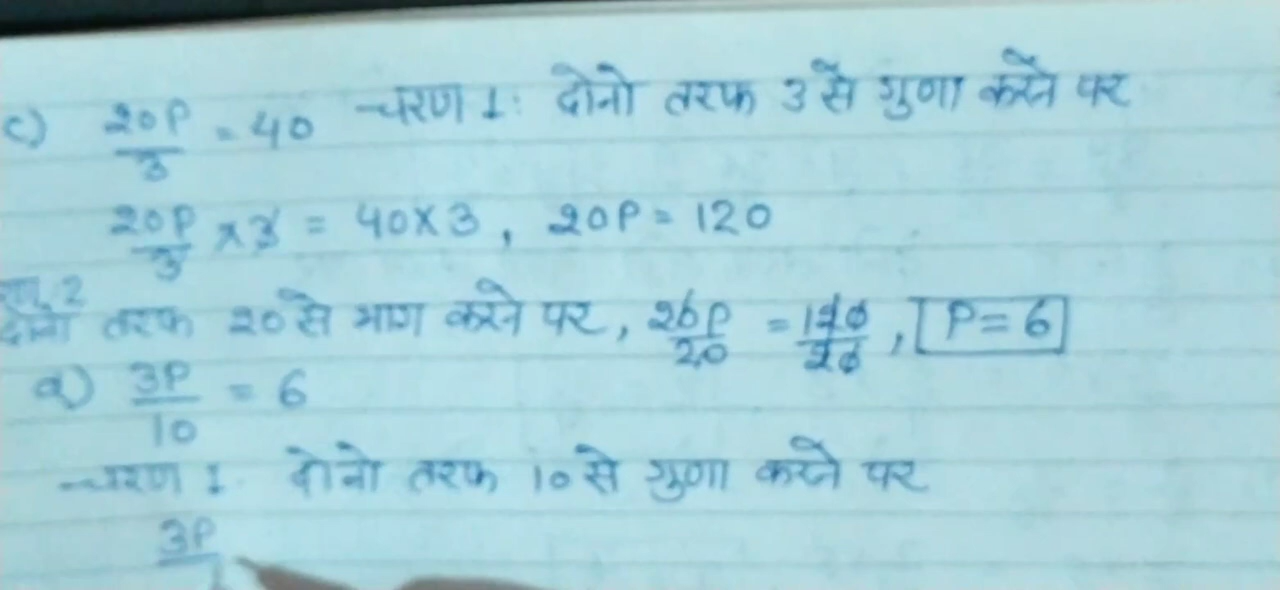 c) 20P/3 = 40 चरण 1: दोनो तरफ 3 से गुणा करने पर
20P/3 × 3 = 40×3, 20P = 120
2
दोनो तरफ 20 से भाग करने पर, 20P/20 = 120/20, P=6
d) 3P/10 = 6
चरण 1. दोनो तरफ 10 से गुणा करने पर
3P